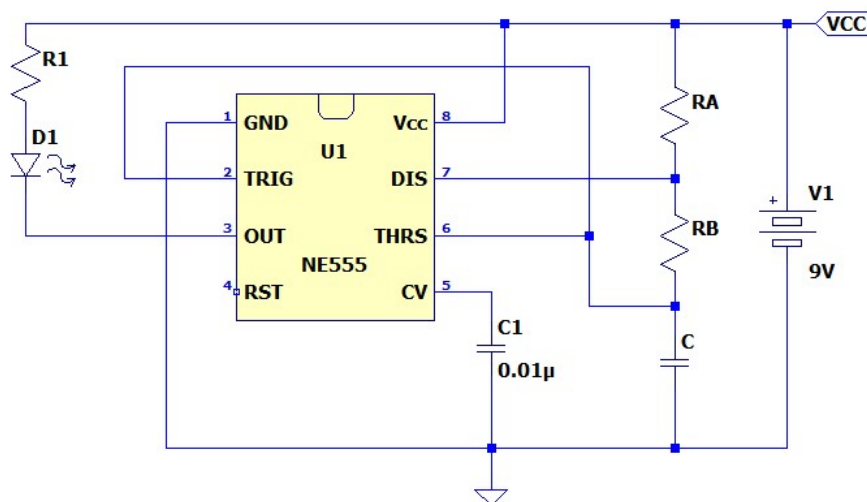 VCC
R1
D1
1 GND
2 TRIG
3 OUT
4 RST
U1
NE555
Vcc 8
DIS 7
THRS 6
CV 5
RA
RB
C
C1
0.01µ
V1
+
9V